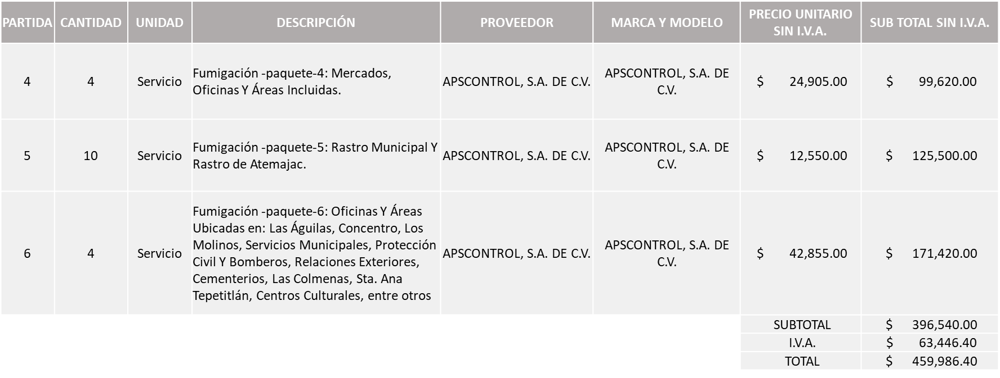 PARTIDA CANTIDAD UNIDAD DESCRIPCIÓN PROVEEDOR MARCA Y MODELO PRECIO UNITARIO SIN I.V.A. SUB TOTAL SIN I.V.A.
4 4 Servicio Fumigación -paquete-4: Mercados,
Oficinas Y Áreas Incluidas. APSCONTROL, S.A. DE C.V. APSCONTROL, S.A. DE
C.V. $ 24,905.00 $ 99,620.00
5 10 Servicio Fumigación -paquete-5: Rastro Municipal Y
Rastro de Atemajac. APSCONTROL, S.A. DE C.V. APSCONTROL, S.A. DE
C.V. $ 12,550.00 $ 125,500.00
6 4 Servicio Fumigación -paquete-6: Oficinas Y Áreas
Ubicadas en: Las Águilas, Concentro, Los
Molinos, Servicios Municipales, Protección
Civil Y Bomberos, Relaciones Exteriores,
Cementerios, Las Colmenas, Sta. Ana
Tepetitlán, Centros Culturales, entre otros APSCONTROL, S.A. DE C.V. APSCONTROL, S.A. DE
C.V. $ 42,855.00 $ 171,420.00
SUBTOTAL $ 396,540.00
I.V.A. $ 63,446.40
TOTAL $ 459,986.40